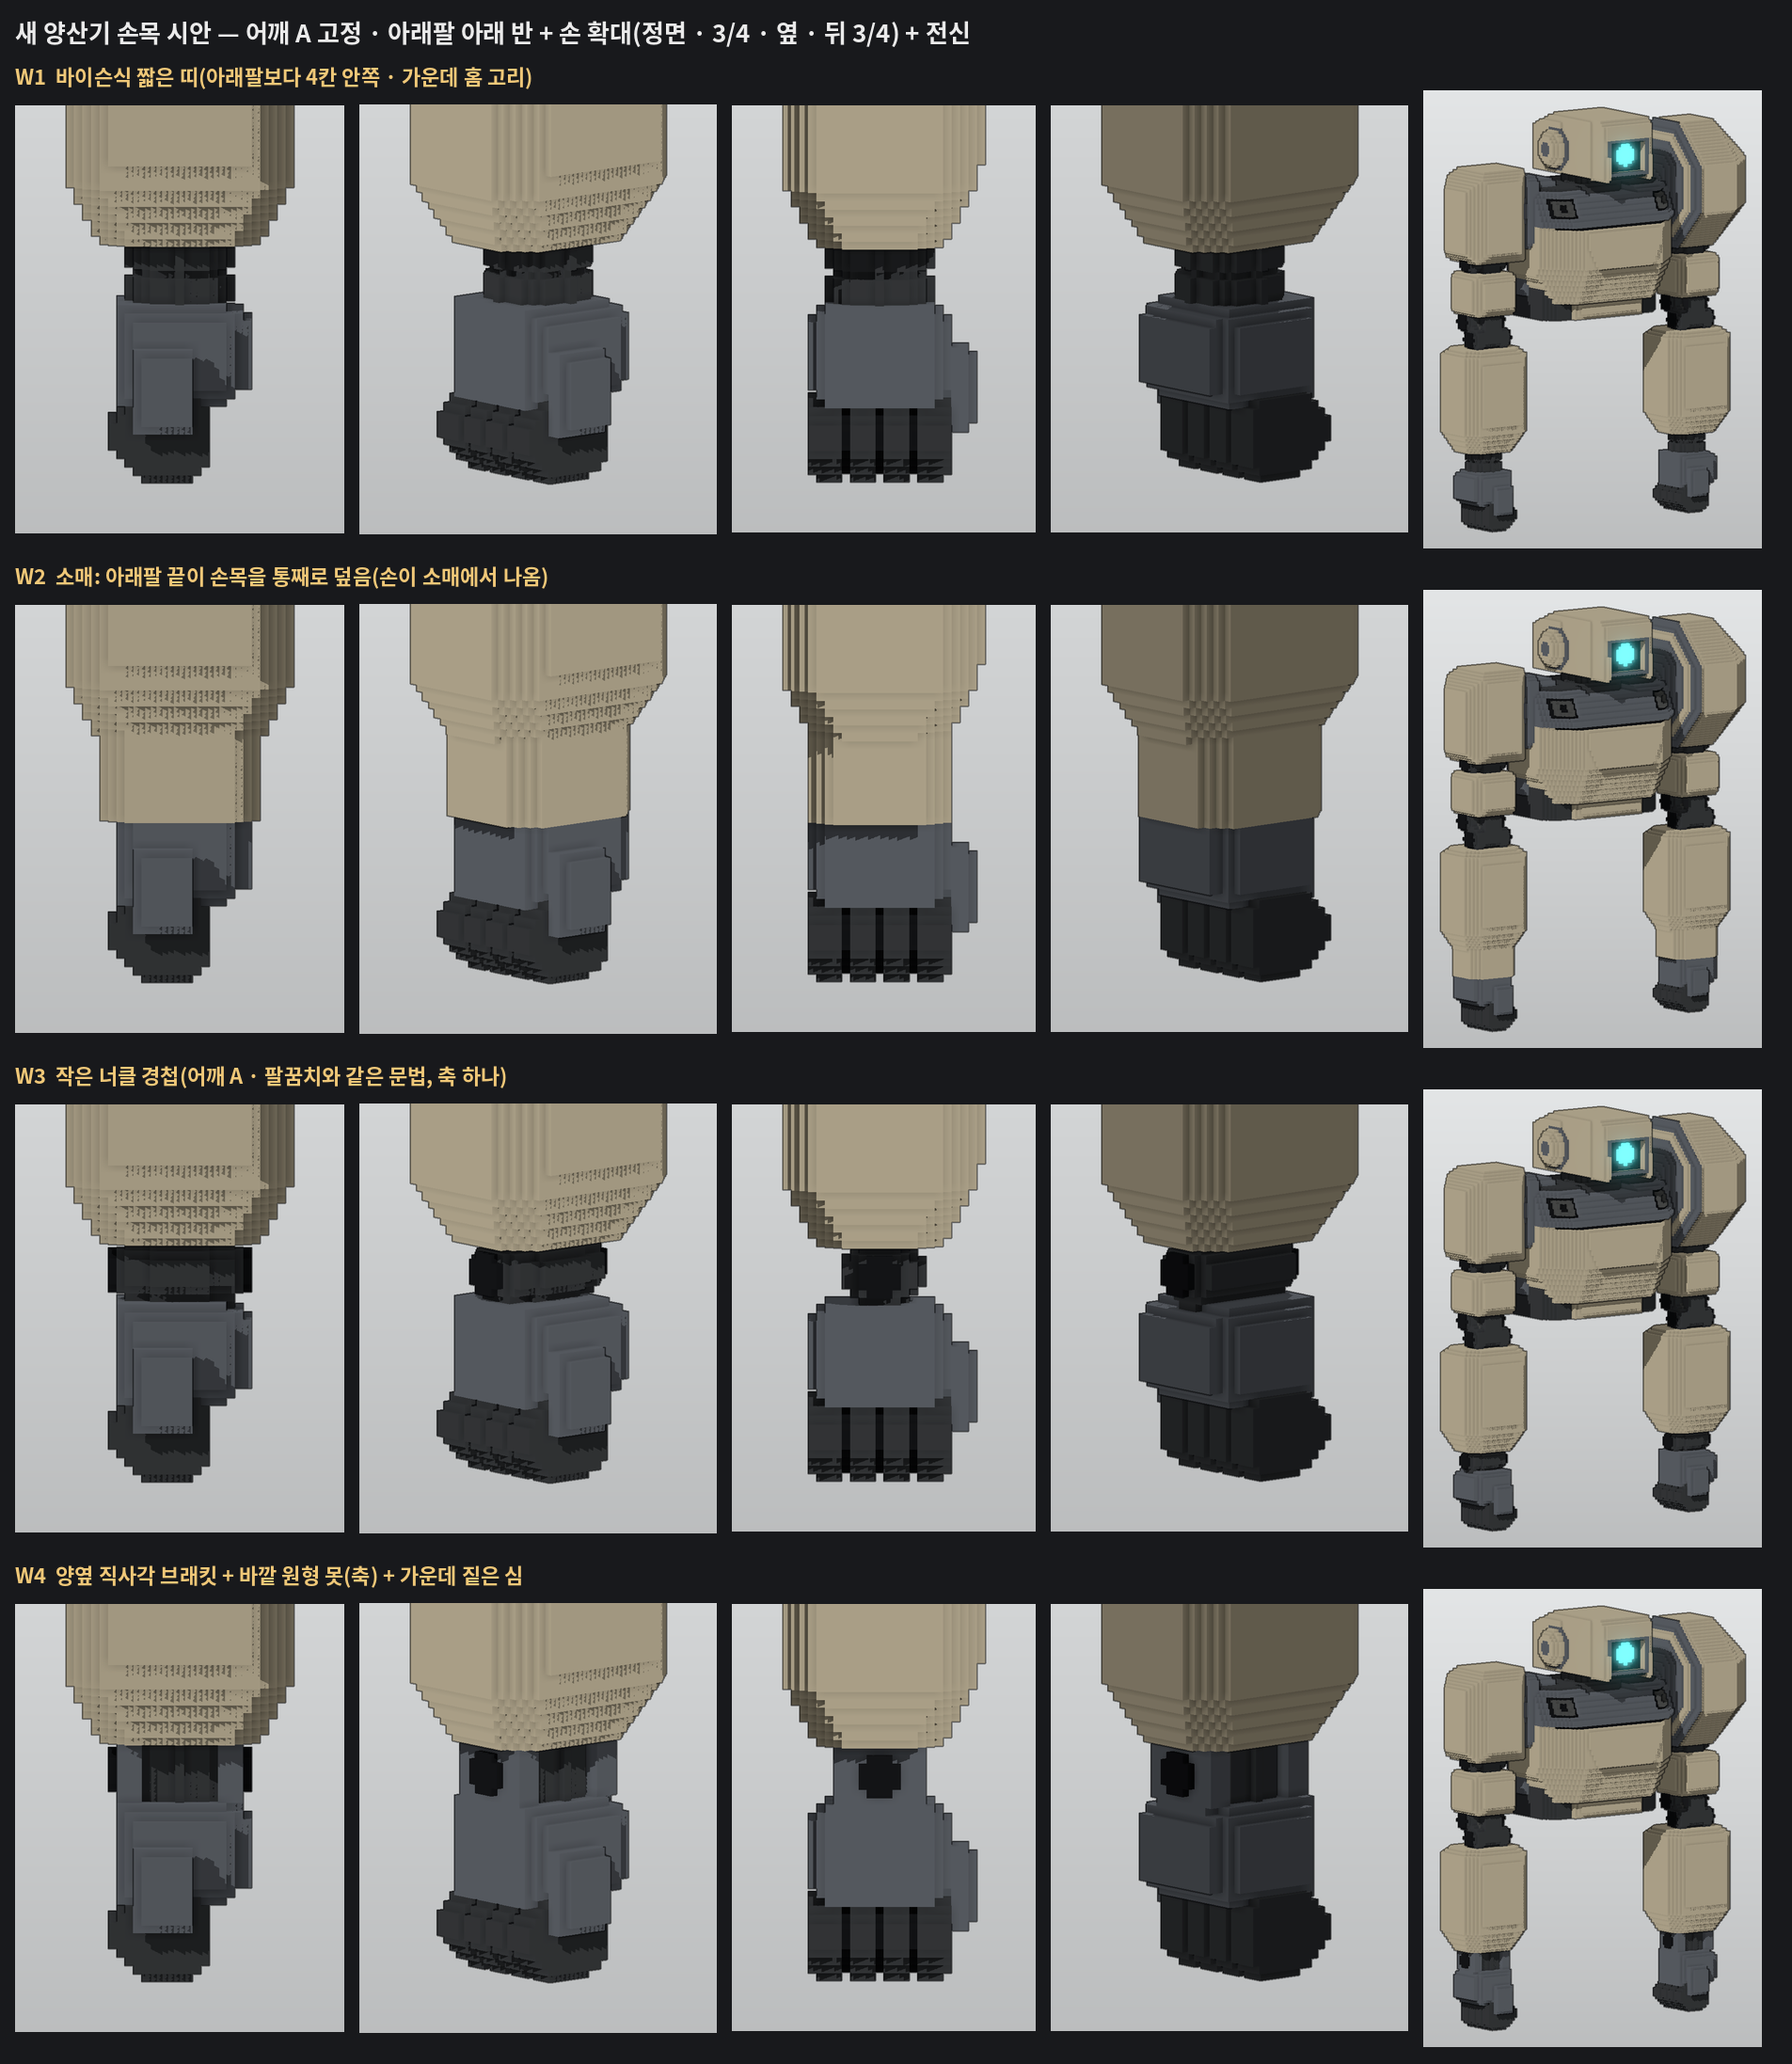 새 양산기 손목 시안 — 어깨 A 고정 · 아래팔 아래 반 + 손 확대(정면 · 3/4 · 옆 · 뒤 3/4) + 전신
W1 바이슨식 짧은 띠(아래팔보다 4칸 안쪽 · 가운데 홈 고리)
W2 소매: 아래팔 끝이 손목을 통째로 덮음(손이 소매에서 나옴)
W3 작은 너클 경첩(어깨 A · 팔꿈치와 같은 문법, 축 하나)
W4 양옆 직사각 브래킷 + 바깥 원형 못(축) + 가운데 짙은 심